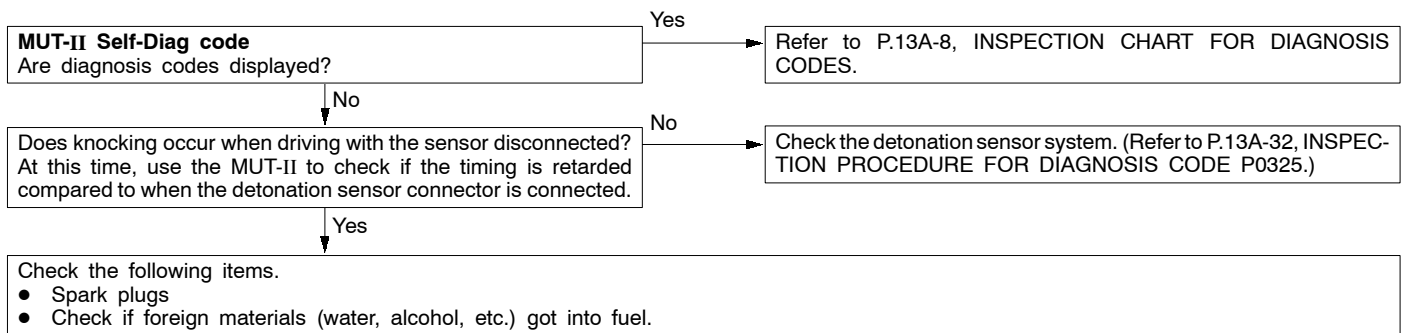 MUT-II Self-Diag code
Are diagnosis codes displayed?
Yes
Refer to P.13A-8, INSPECTION CHART FOR DIAGNOSIS
CODES.
No
Does knocking occur when driving with the sensor disconnected?
At this time, use the MUT-II to check if the timing is retarded
compared to when the detonation sensor connector is connected.
No
Check the detonation sensor system. (Refer to P.13A-32, INSPEC-
TION PROCEDURE FOR DIAGNOSIS CODE P0325.)
Yes
Check the following items.
● Spark plugs
● Check if foreign materials (water, alcohol, etc.) got into fuel.